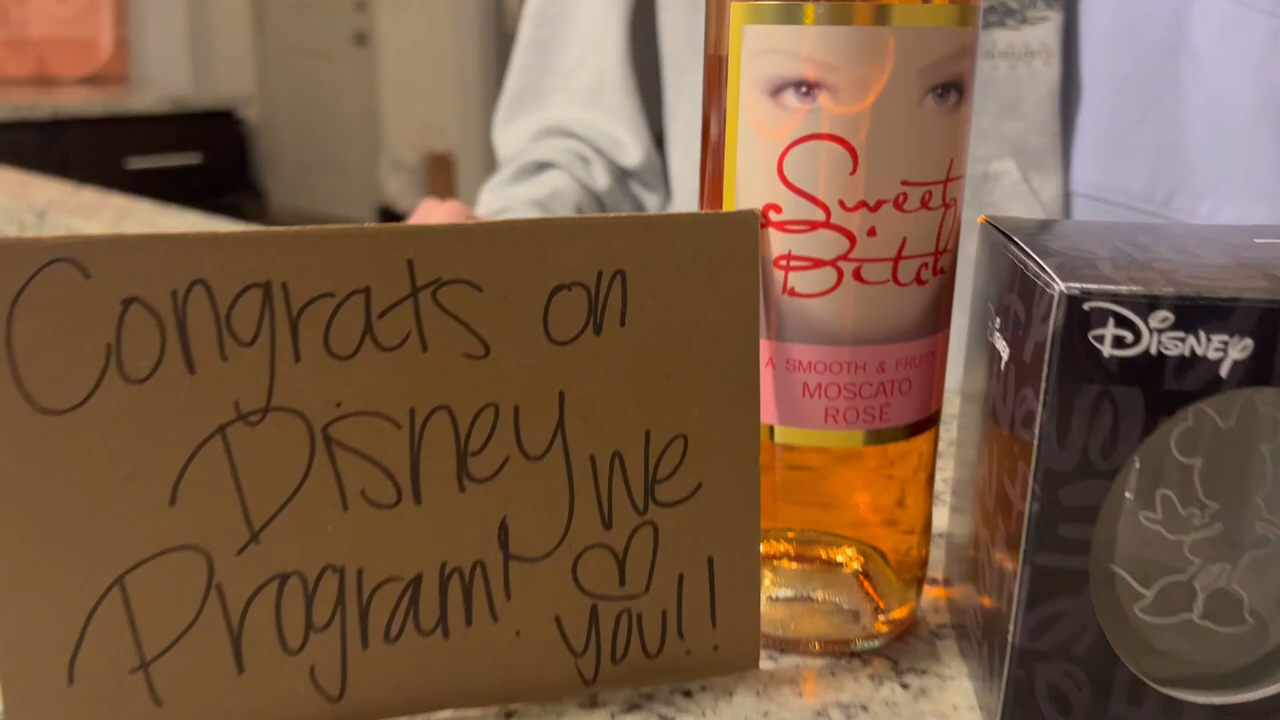 Congrats on
Disney
Program!
we
♡
you!!
Sweet
Bitch
A SMOOTH & FRUITY
MOSCATO
ROSÉ
DISNEY